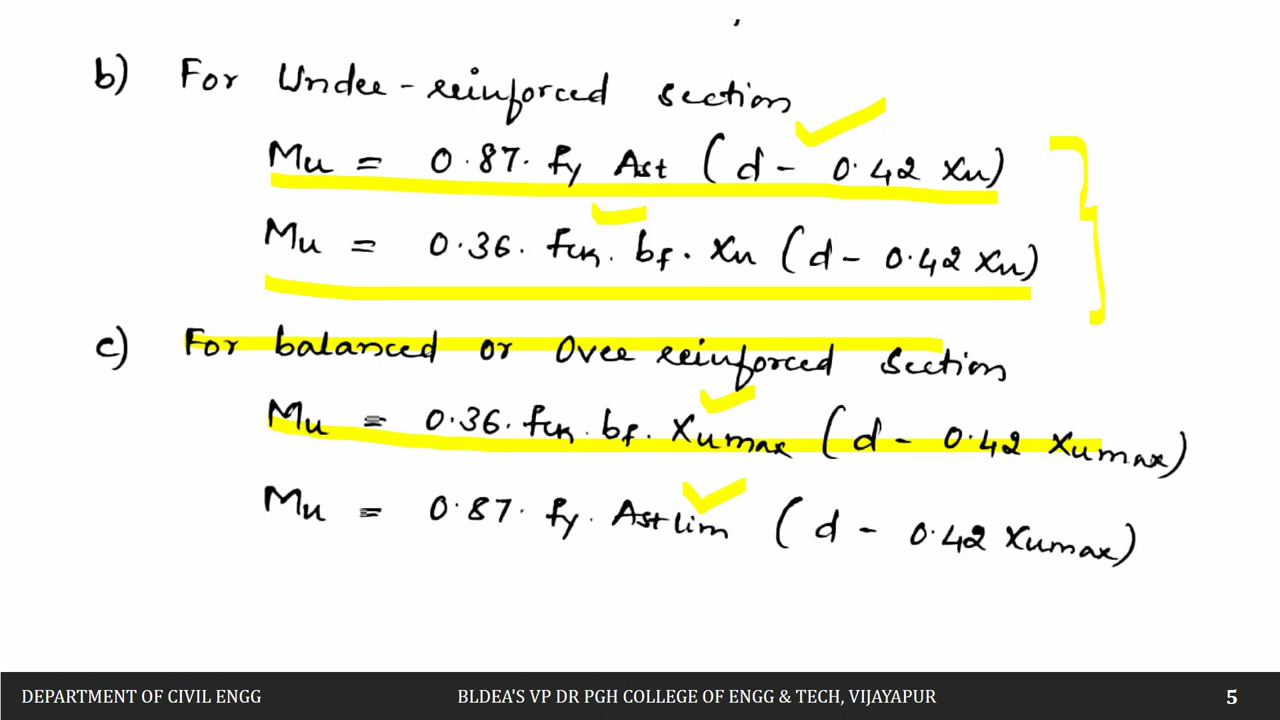 b) For Under-reinforced section
Mu = 0.87. fy Ast (d - 0.42 xu)
Mu = 0.36. fck. bf. xu (d - 0.42 xu)
c) For balanced or Over reinforced section
Mu = 0.36. fck. bf. xumax (d - 0.42 xumax)
Mu = 0.87. fy. Astlim (d - 0.42 xumax)
DEPARTMENT OF CIVIL ENGG BLDEA'S VP DR PGH COLLEGE OF ENGG & TECH, VIJAYAPUR 5